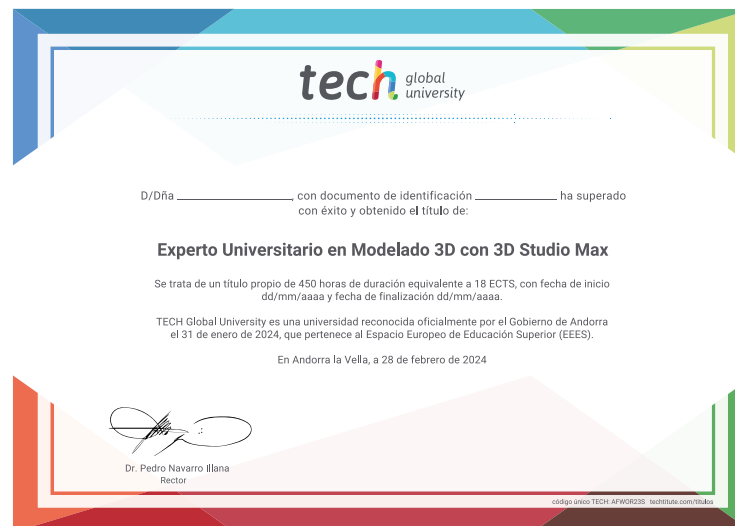 tech global university
D/Dña ______________________, con documento de identificación ________________ ha superado
con éxito y obtenido el título de:
Experto Universitario en Modelado 3D con 3D Studio Max
Se trata de un título propio de 450 horas de duración equivalente a 18 ECTS, con fecha de inicio
dd/mm/aaaa y fecha de finalización dd/mm/aaaa.
TECH Global University es una universidad reconocida oficialmente por el Gobierno de Andorra
el 31 de enero de 2024, que pertenece al Espacio Europeo de Educación Superior (EEES).
En Andorra la Vella, a 28 de febrero de 2024
Dr. Pedro Navarro Illana
Rector
código único TECH: AFWOR23S techtitute.com/titulos